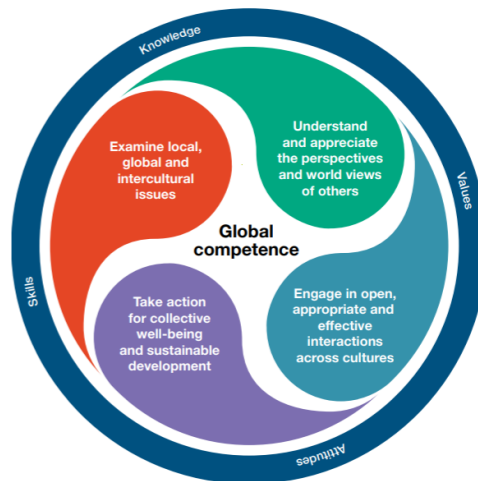 Knowledge
Examine local,
global and
intercultural
issues
Understand
and appreciate
the perspectives
and world views
of others
Values
Global
competence
Skills
Take action
for collective
well-being
and sustainable
development
Engage in open,
appropriate and
effective
interactions
across cultures
Attitudes